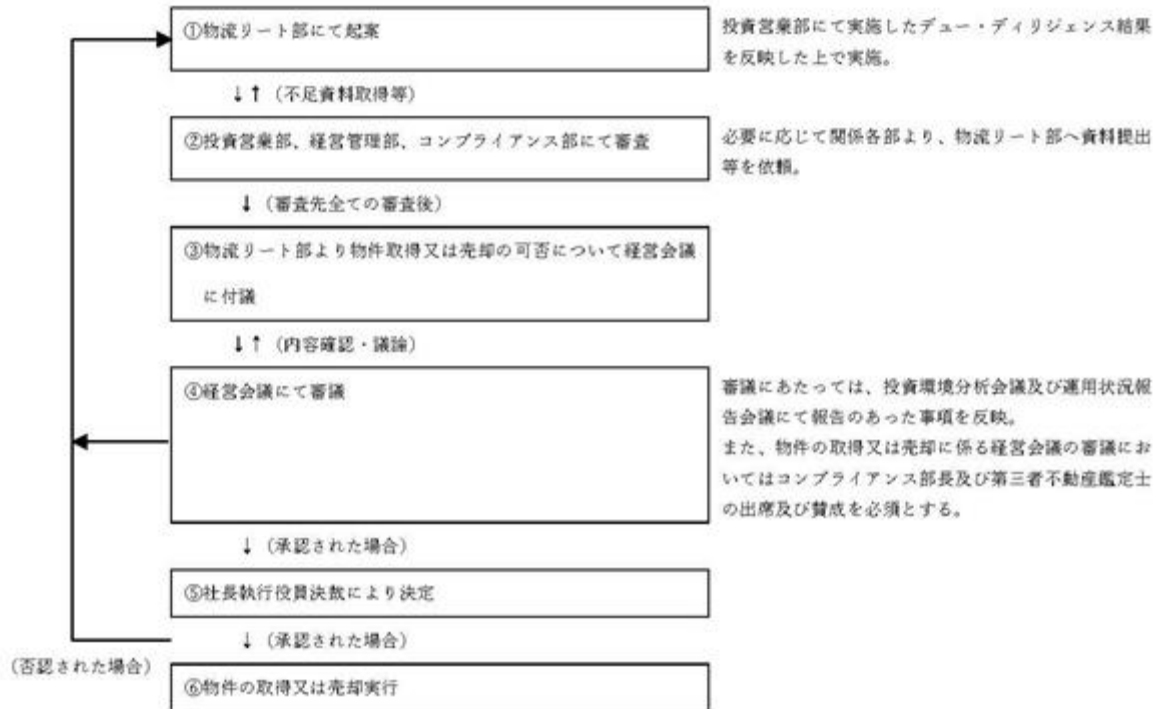 ①物流リート部にて起案
投資営業部にて実施したデュー・ディリジェンス結果
を反映した上で実施。
↓↑（不足資料取得等）
②投資営業部、経営管理部、コンプライアンス部にて審査
必要に応じて関係各部より、物流リート部へ資料提出
等を依頼。
↓（審査先全ての審査後）
③物流リート部より物件取得又は売却の可否について経営会議
に付議
↓↑（内容確認・議論）
④経営会議にて審議
審議にあたっては、投資環境分析会議及び運用状況報
告会議にて報告のあった事項を反映。
また、物件の取得又は売却に係る経営会議の審議にお
いてはコンプライアンス部長及び第三者不動産鑑定士
の出席及び賛成を必須とする。
↓（承認された場合）
⑤社長執行役員決裁により決定
↓（承認された場合）
（否認された場合）
⑥物件の取得又は売却実行